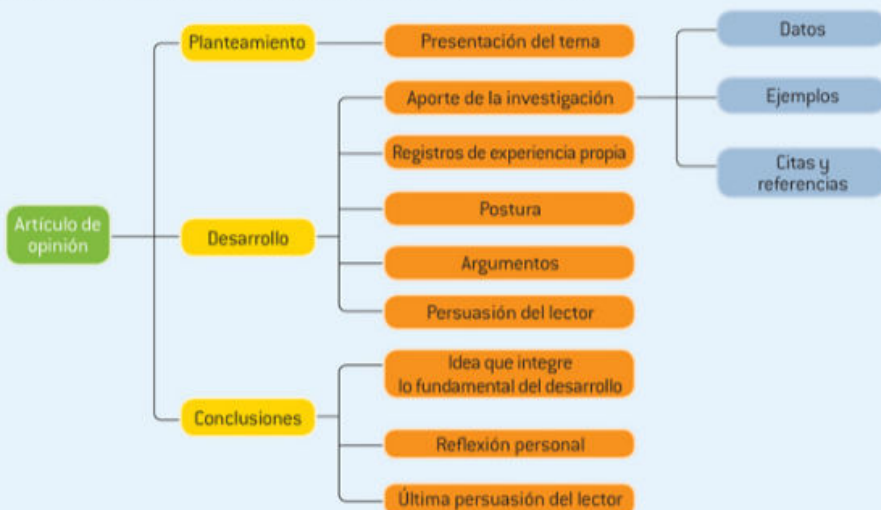 Artículo de
opinión
Planteamiento
Presentación del tema
Desarrollo
Aporte de la investigación
Datos
Ejemplos
Citas y
referencias
Registros de experiencia propia
Postura
Argumentos
Persuasión del lector
Conclusiones
Idea que integre
lo fundamental del desarrollo
Reflexión personal
Última persuasión del lector